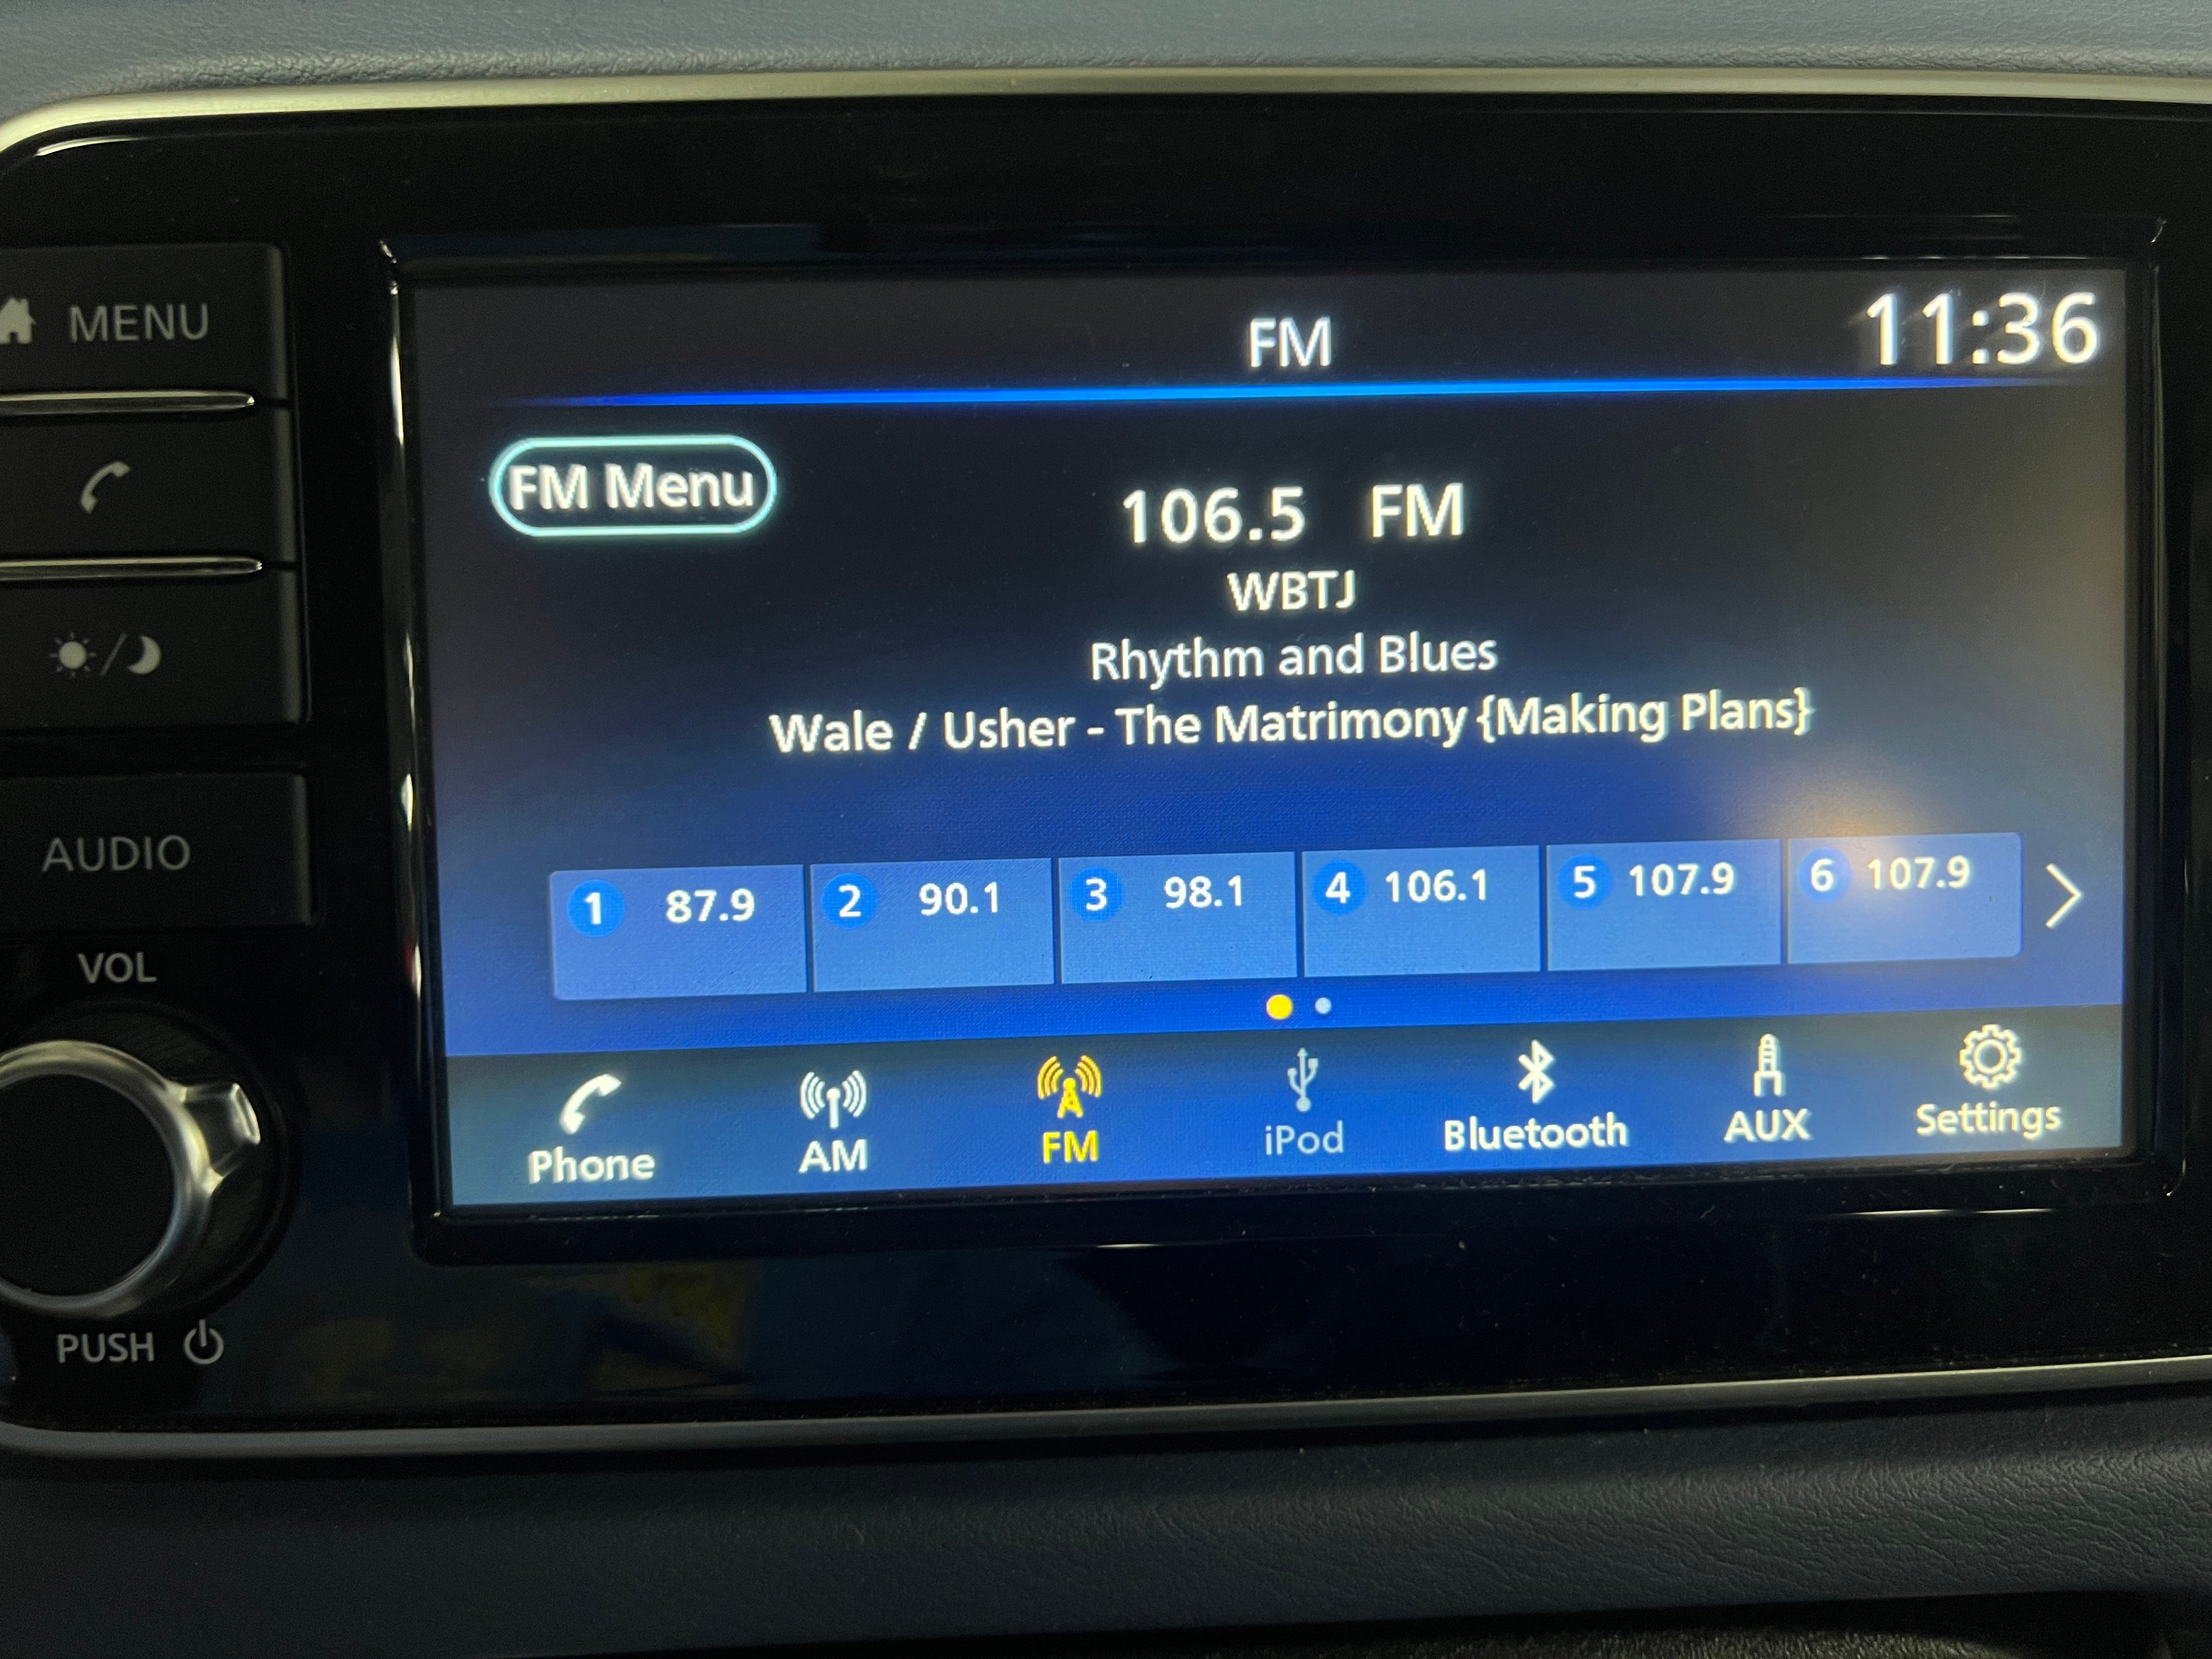 MENU
AUDIO
VOL
PUSH
FM
11:36
FM Menu
106.5 FM
WBTJ
Rhythm and Blues
Wale / Usher - The Matrimony {Making Plans}
1 87.9 2 90.1 3 98.1 4 106.1 5 107.9 6 107.9
Phone AM FM iPod Bluetooth AUX Settings